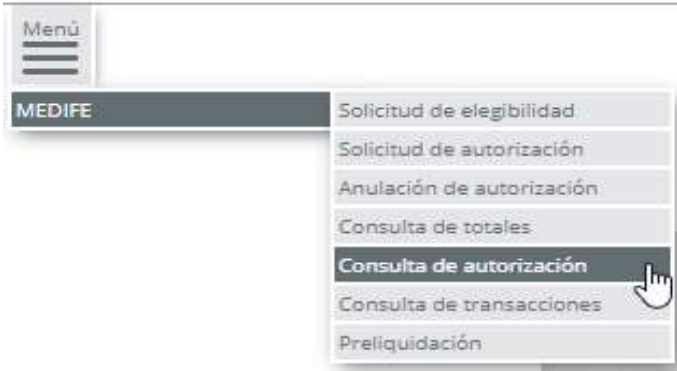 Menú
MEDIFE
Solicitud de elegibilidad
Solicitud de autorización
Anulación de autorización
Consulta de totales
Consulta de autorización
Consulta de transacciones
Preliquidación